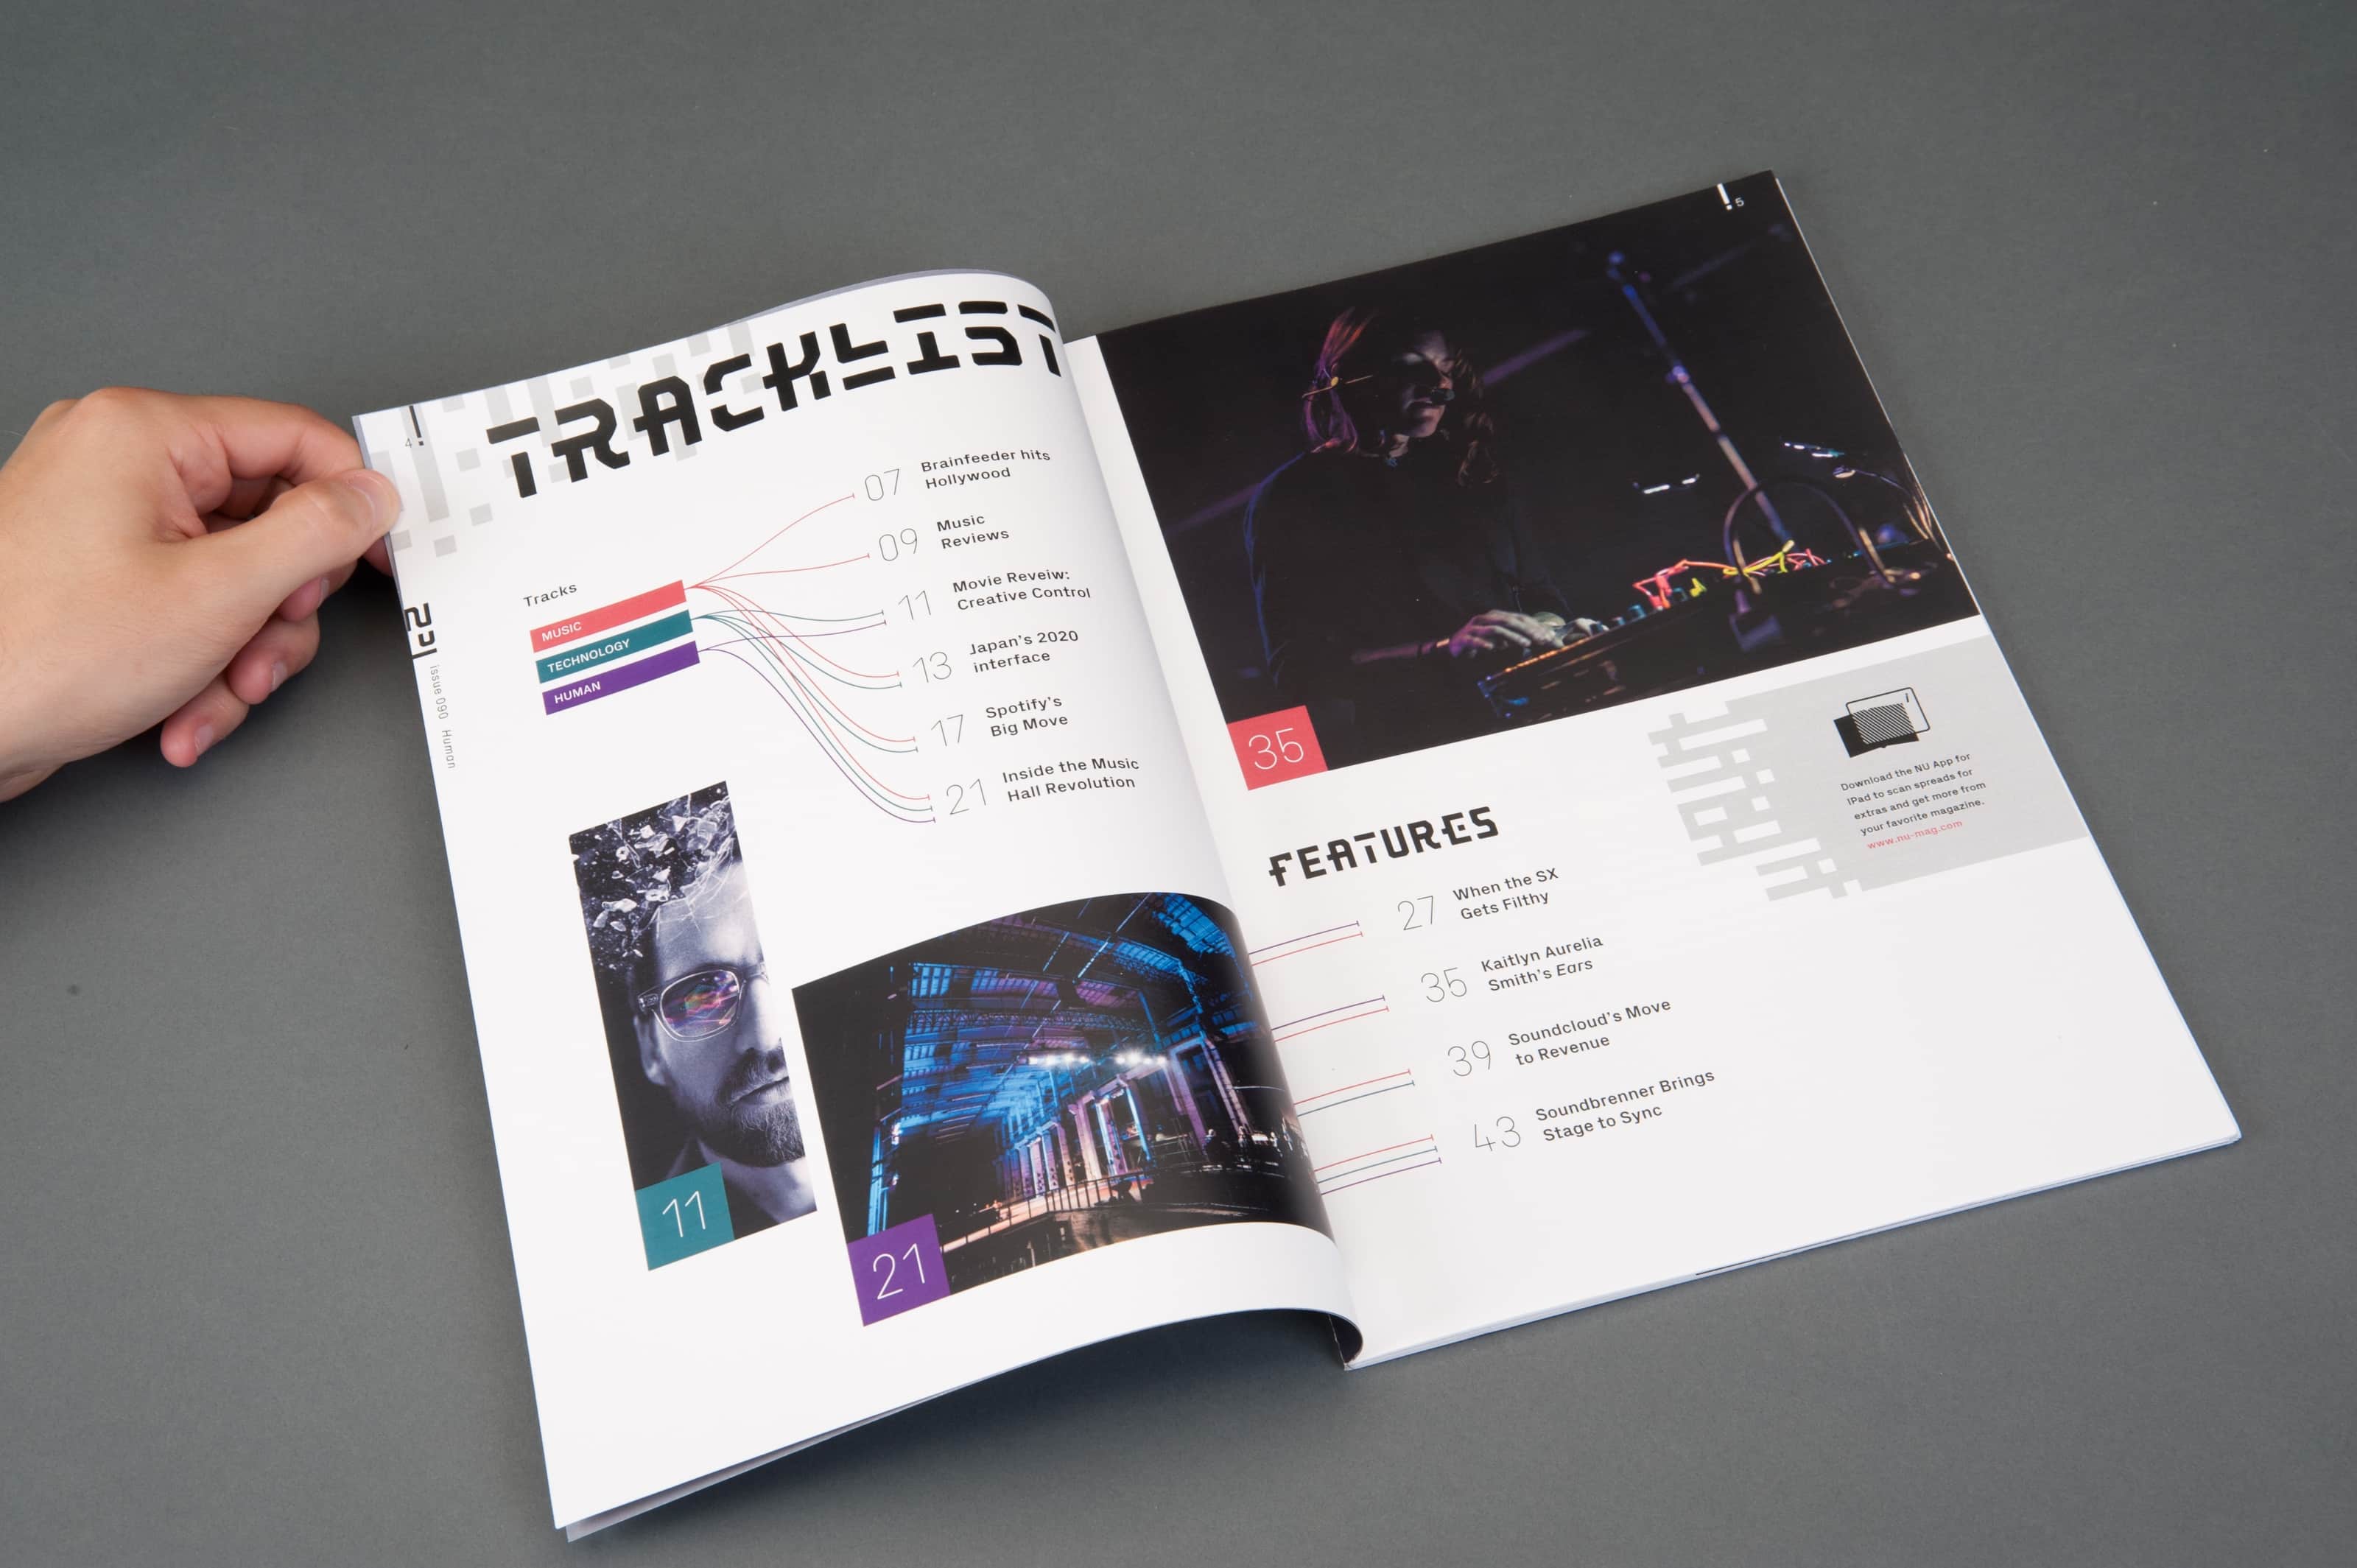 4
TRACKLIST
Tracks
MUSIC
TECHNOLOGY
HUMAN
07 Brainfeeder hits
Hollywood
09 Music
Reviews
11 Movie Reveiw:
Creative Control
13 Japan's 2020
interface
17 Spotify's
Big Move
21 Inside the Music
Hall Revolution
issue 090 Human
11
21
5
35
Download the NU App for
IPad to scan spreads for
extras and get more from
your favorite magazine.
www.nu-mag.com
FEATURES
27 When the SX
Gets Filthy
35 Kaitlyn Aurelia
Smith's Ears
39 Soundcloud's Move
to Revenue
43 Soundbrenner Brings
Stage to Sync